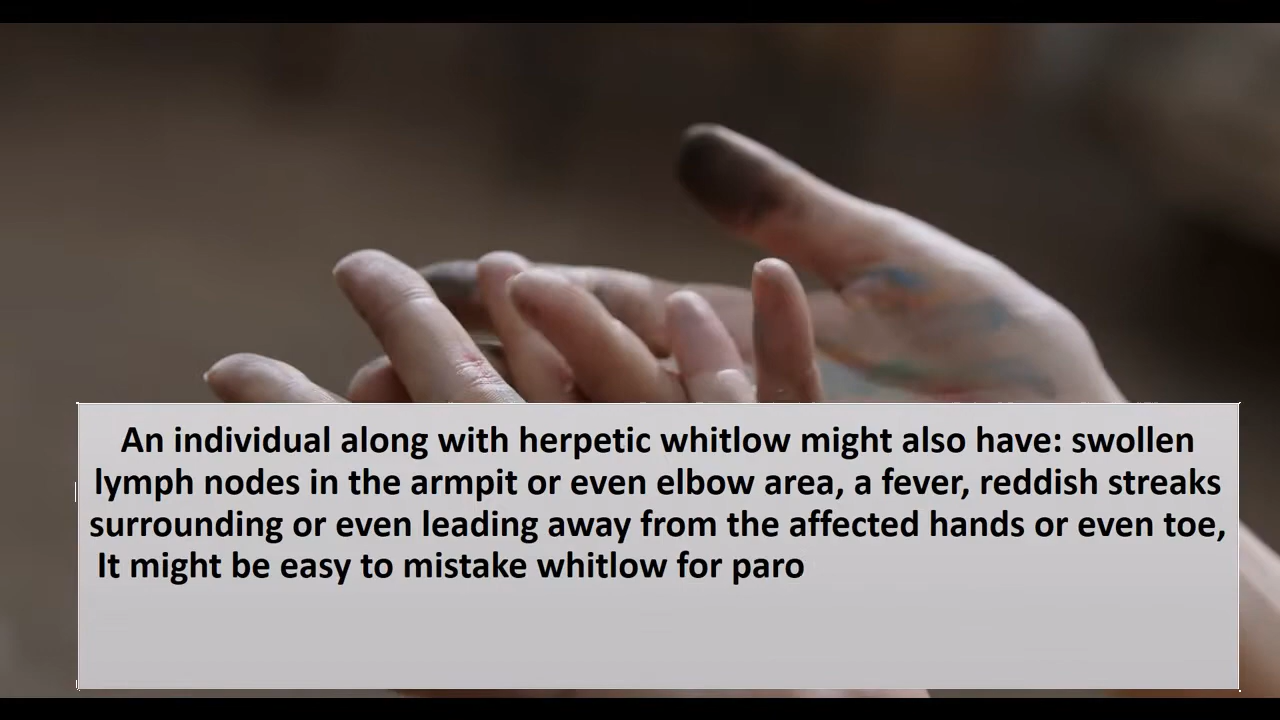 An individual along with herpetic whitlow might also have: swollen
lymph nodes in the armpit or even elbow area, a fever, reddish streaks
surrounding or even leading away from the affected hands or even toe,
It might be easy to mistake whitlow for paro